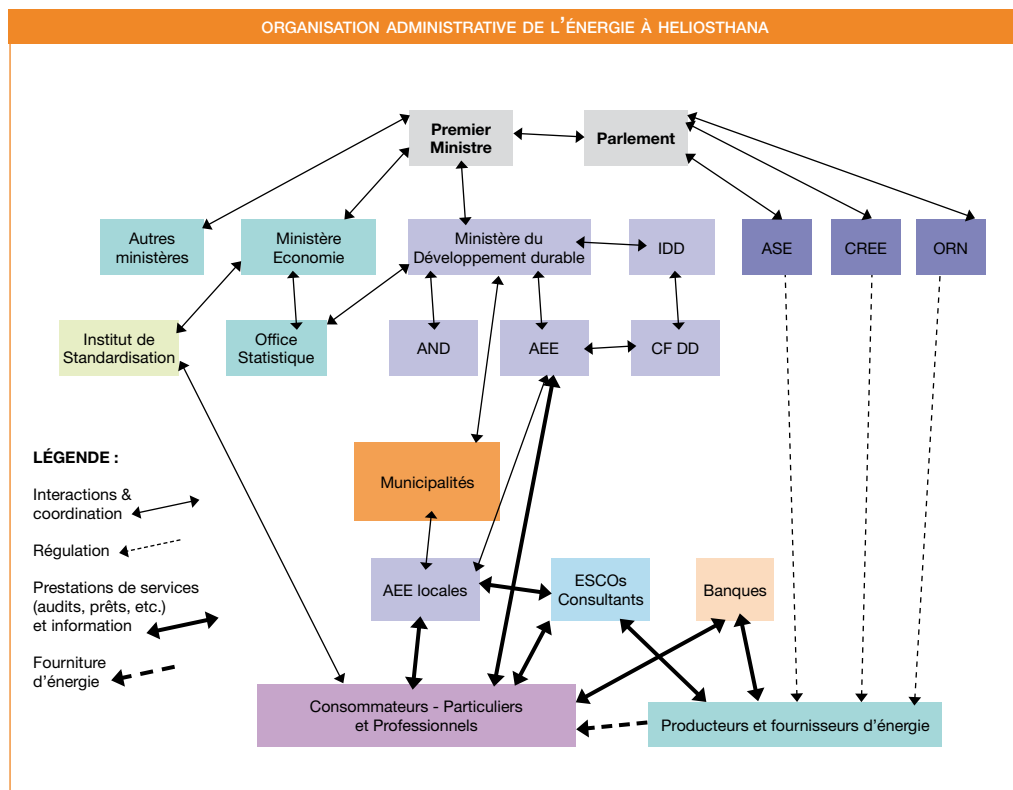 ORGANISATION ADMINISTRATIVE DE L'ÉNERGIE À HELIOSTHANA
Premier
Ministre
Parlement
Autres
ministères
Ministère
Economie
Ministère du
Développement durable
IDD
ASE
CREE
ORN
Institut de
Standardisation
Office
Statistique
AND
AEE
CF DD
LÉGENDE :
Interactions &
coordination
Régulation
Prestations de services
(audits, prêts, etc.)
et information
Fourniture
d'énergie
Municipalités
AEE locales
ESCOs
Consultants
Banques
Consommateurs - Particuliers
et Professionnels
Producteurs et fournisseurs d'énergie